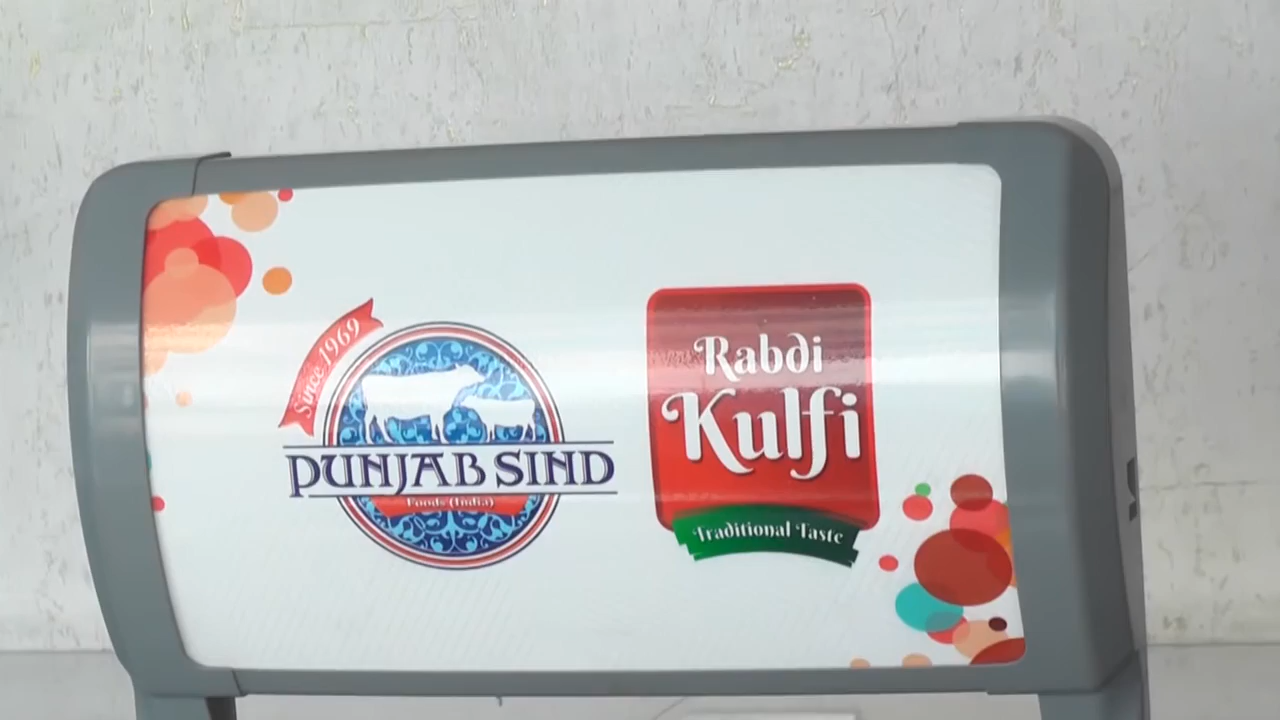 Since 1969
PUNJAB SIND
Foods (India)
Rabdi
Kulfi
Traditional Taste